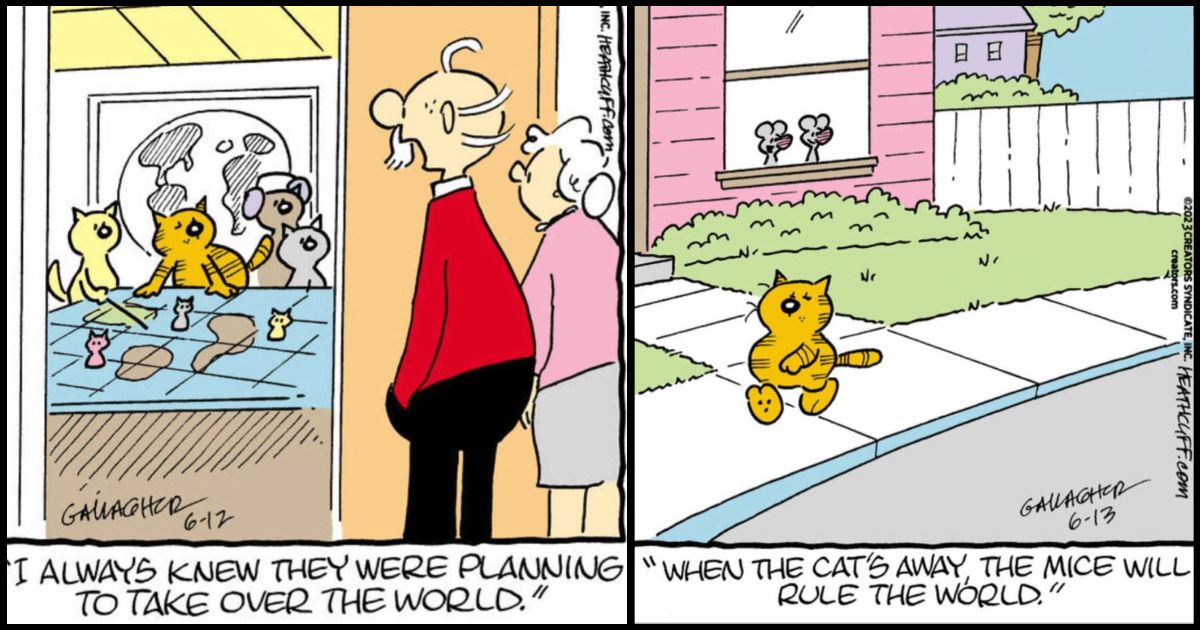 INC. HEATHCLIFF.com
GALLAGHER
6-12
"I ALWAYS KNEW THEY WERE PLANNING
TO TAKE OVER THE WORLD."
©2023 CREATORS SYNDICATE, INC. HEATHCLIFF.com
creators.com
GALLAGHER
6-13
"WHEN THE CAT'S AWAY, THE MICE WILL
RULE THE WORLD."